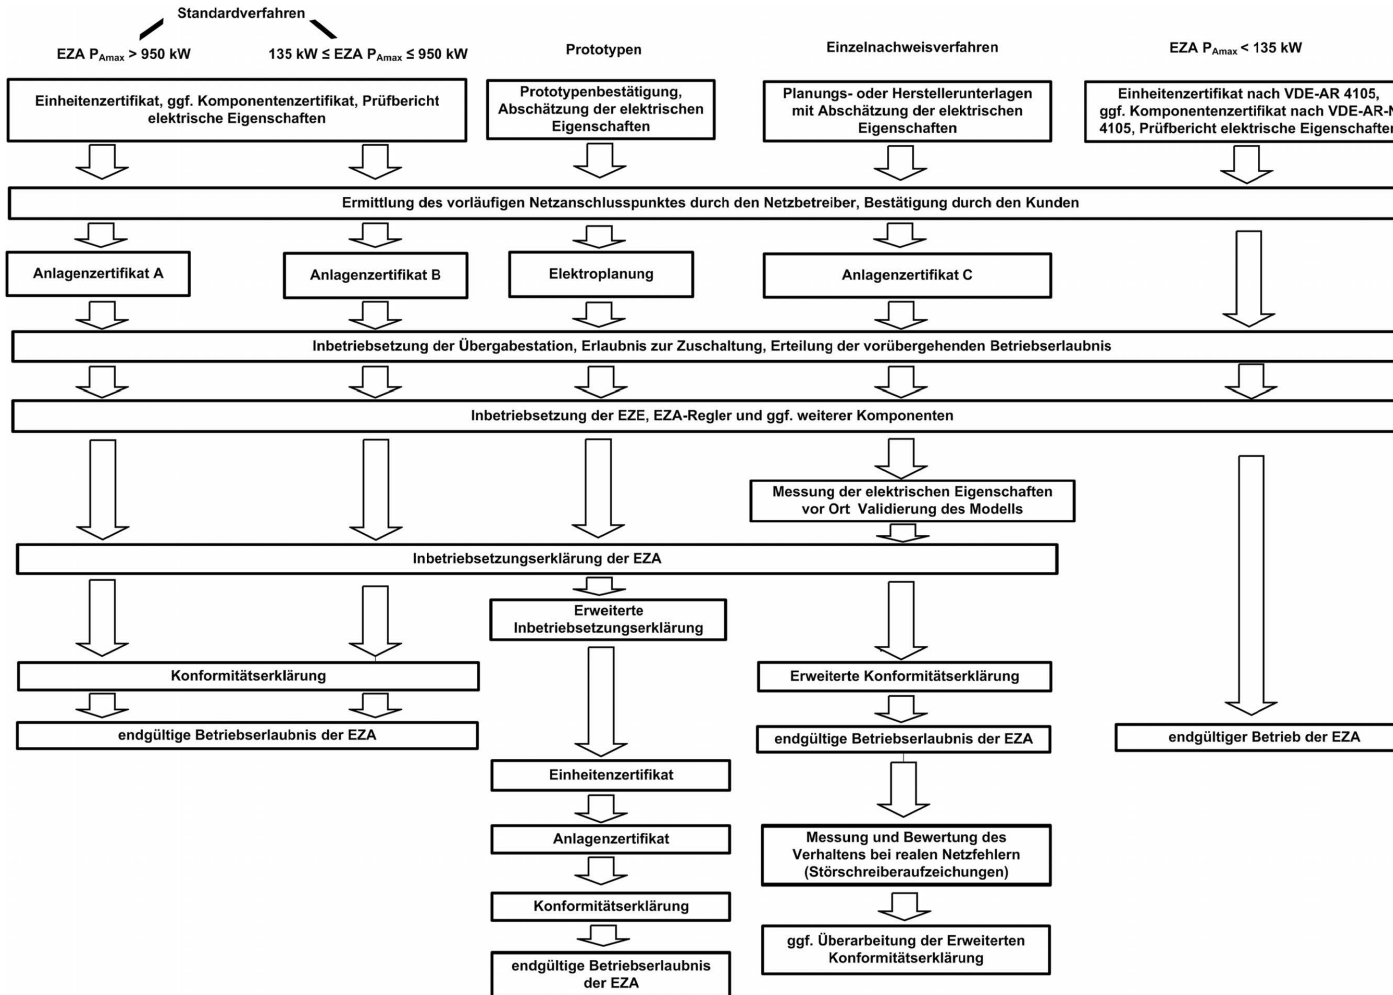 Standardverfahren
EZA PAmax > 950 kW
135 kW ≤ EZA PAmax ≤ 950 kW
Prototypen
Einzelnachweisverfahren
EZA PAmax < 135 kW
Einheitenzertifikat, ggf. Komponentenzertifikat, Prüfbericht
elektrische Eigenschaften
Prototypenbestätigung,
Abschätzung der elektrischen
Eigenschaften
Planungs- oder Herstellerunterlagen
mit Abschätzung der elektrischen
Eigenschaften
Einheitenzertifikat nach VDE-AR 4105,
ggf. Komponentenzertifikat nach VDE-AR-N
4105, Prüfbericht elektrische Eigenschaften
Ermittlung des vorläufigen Netzanschlusspunktes durch den Netzbetreiber, Bestätigung durch den Kunden
Anlagenzertifikat A
Anlagenzertifikat B
Elektroplanung
Anlagenzertifikat C
Inbetriebsetzung der Übergabestation, Erlaubnis zur Zuschaltung, Erteilung der vorübergehenden Betriebserlaubnis
Inbetriebsetzung der EZE, EZA-Regler und ggf. weiterer Komponenten
Messung der elektrischen Eigenschaften
vor Ort Validierung des Modells
Inbetriebsetzungserklärung der EZA
Erweiterte
Inbetriebsetzungserklärung
Konformitätserklärung
Erweiterte Konformitätserklärung
endgültige Betriebserlaubnis der EZA
endgültige Betriebserlaubnis der EZA
endgültiger Betrieb der EZA
Einheitenzertifikat
Anlagenzertifikat
Messung und Bewertung des
Verhaltens bei realen Netzfehlern
(Störschreiberaufzeichungen)
Konformitätserklärung
ggf. Überarbeitung der Erweiterten
Konformitätserklärung
endgültige Betriebserlaubnis
der EZA